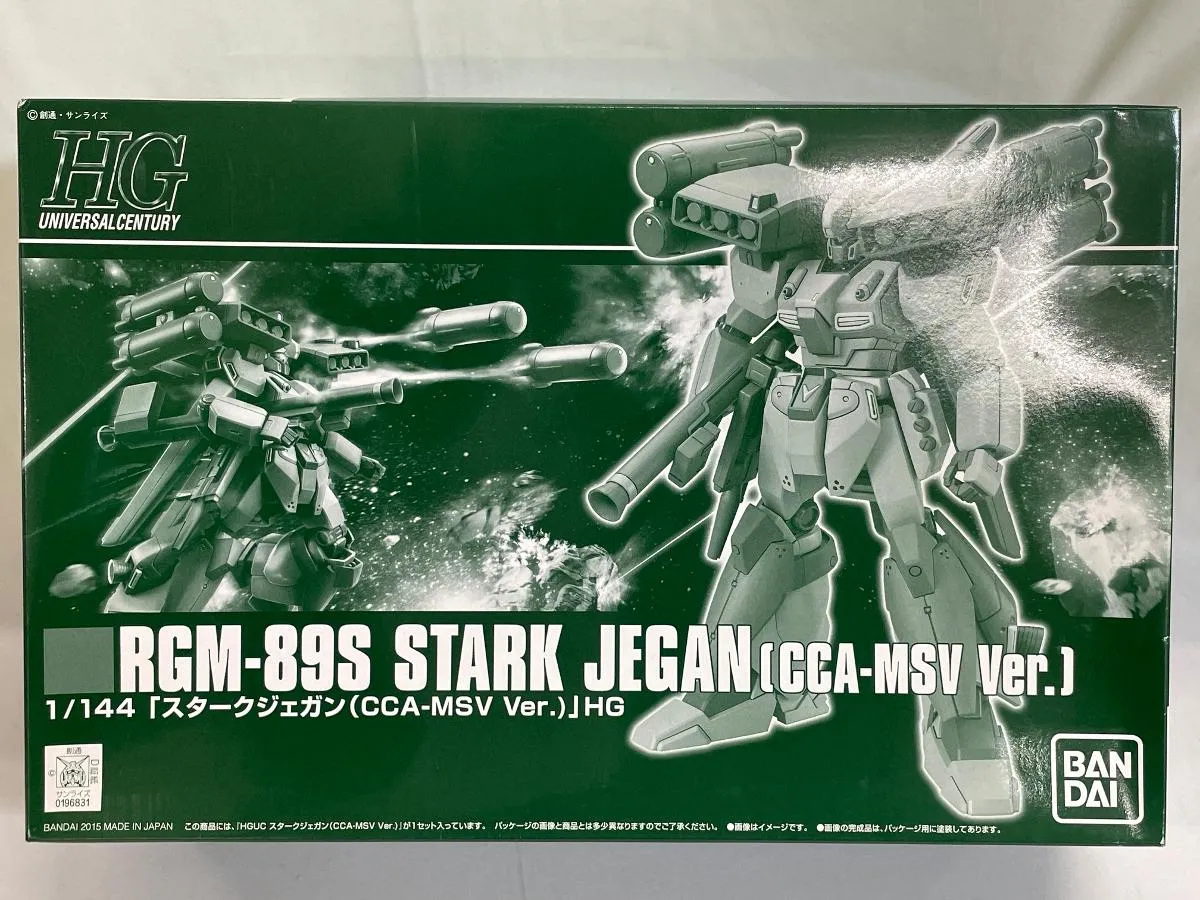 ©創通・サンライズ
HG
UNIVERSAL CENTURY
RGM-89S STARK JEGAN (CCA-MSV Ver.)
1/144 「スタークジェガン(CCA-MSV Ver.)」HG
創通
©
サンライズ
0196831
BAN
DAI
BANDAI 2015 MADE IN JAPAN この商品には、「HGUC スタークジェガン(CCA-MSV Ver.)」が1セット入っています。 パッケージの画像と商品とは多少異なりますのでご了承ください。 ●画像はイメージです。 ●画像の完成品は、パッケージ用に塗装してあります。